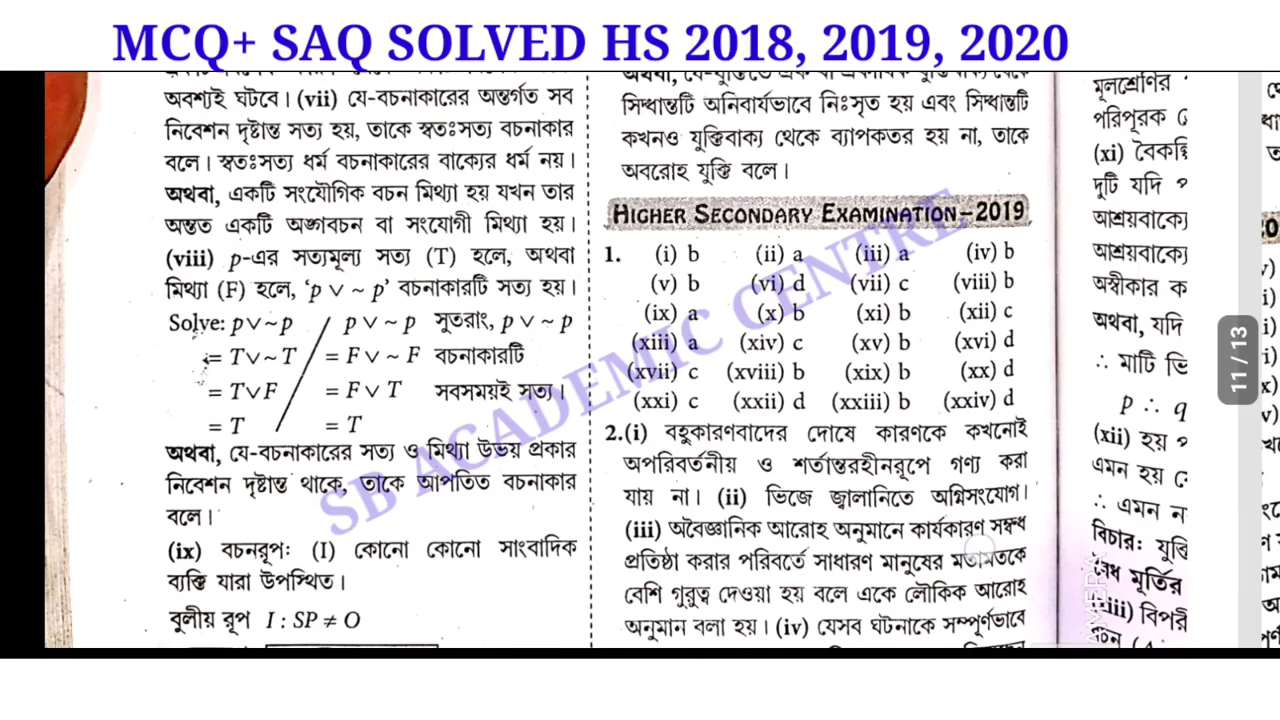 MCQ+ SAQ SOLVED HS 2018, 2019, 2020
অবশ্যই ঘটবে। (vii) যে-বচনাকারের অন্তর্গত সব
নিবেশন দৃষ্টান্ত সত্য হয়, তাকে স্বতঃসত্য বচনাকার
বলে। স্বতঃসত্য ধর্ম বচনাকারের বাক্যের ধর্ম নয়।
অথবা, একটি সংযৌগিক বচন মিথ্যা হয় যখন তার
অন্তত একটি অঙ্গবচন বা সংযোগী মিথ্যা হয়।
(viii) p-এর সত্যমূল্য সত্য (T) হলে, অথবা
মিথ্যা (F) হলে, ‘p ∨ ~ p’ বচনাকারটি সত্য হয়।
Solve: p ∨ ~p / p ∨ ~ p সুতরাং, p ∨ ~ p
= T ∨ ~ T / = F ∨ ~ F বচনাকারটি
= T ∨ F / = F ∨ T সবসময়ই সত্য।
= T / = T
অথবা, যে-বচনাকারের সত্য ও মিথ্যা উভয় প্রকার
নিবেশন দৃষ্টান্ত থাকে, তাকে আপতিত বচনাকার
বলে।
(ix) বচনরূপঃ (I) কোনো কোনো সাংবাদিক
ব্যক্তি যারা উপস্থিত।
বুলীয় রূপ I : SP ≠ O
অথবা, যে-যুক্তিতে এক বা একাধিক যুক্তিবাক্য থেকে
সিদ্ধান্তটি অনিবার্যভাবে নিঃসৃত হয় এবং সিদ্ধান্তটি
কখনও যুক্তিবাক্য থেকে ব্যাপকতর হয় না, তাকে
অবরোহ যুক্তি বলে।
HIGHER SECONDARY EXAMINATION–2019
1. (i) b (ii) a (iii) a (iv) b
(v) b (vi) d (vii) c (viii) b
(ix) a (x) b (xi) b (xii) c
(xiii) a (xiv) c (xv) b (xvi) d
(xvii) c (xviii) b (xix) b (xx) d
(xxi) c (xxii) d (xxiii) b (xxiv) d
2.(i) বহুকারণবাদের দোষে কারণকে কখনোই
অপরিবর্তনীয় ও শর্তান্তরহীনরূপে গণ্য করা
যায় না। (ii) ভিজে জ্বালানিতে অগ্নিসংযোগ।
(iii) অবৈজ্ঞানিক আরোহ অনুমানে কার্যকারণ সম্বন্ধ
প্রতিষ্ঠা করার পরিবর্তে সাধারণ মানুষের মতামতকে
বেশি গুরুত্ব দেওয়া হয় বলে একে লৌকিক আরোহ
অনুমান বলা হয়। (iv) যেসব ঘটনাকে সম্পূর্ণভাবে
মূলশ্রেণির
পরিপূরক
(xi) বৈকল্পি
দুটি যদি
আশ্রয়বাক্যে
আশ্রয়বাক্যে
অস্বীকার ক
অথবা, যদি
∴ মাটি ভি
p ∴ q
(xii) হয়
এমন হয়
∴ এমন ন
বিচার: যুক্তি
বৈধ মূর্তির
বিপরী
SB ACADEMIC CENTRE
11 / 13